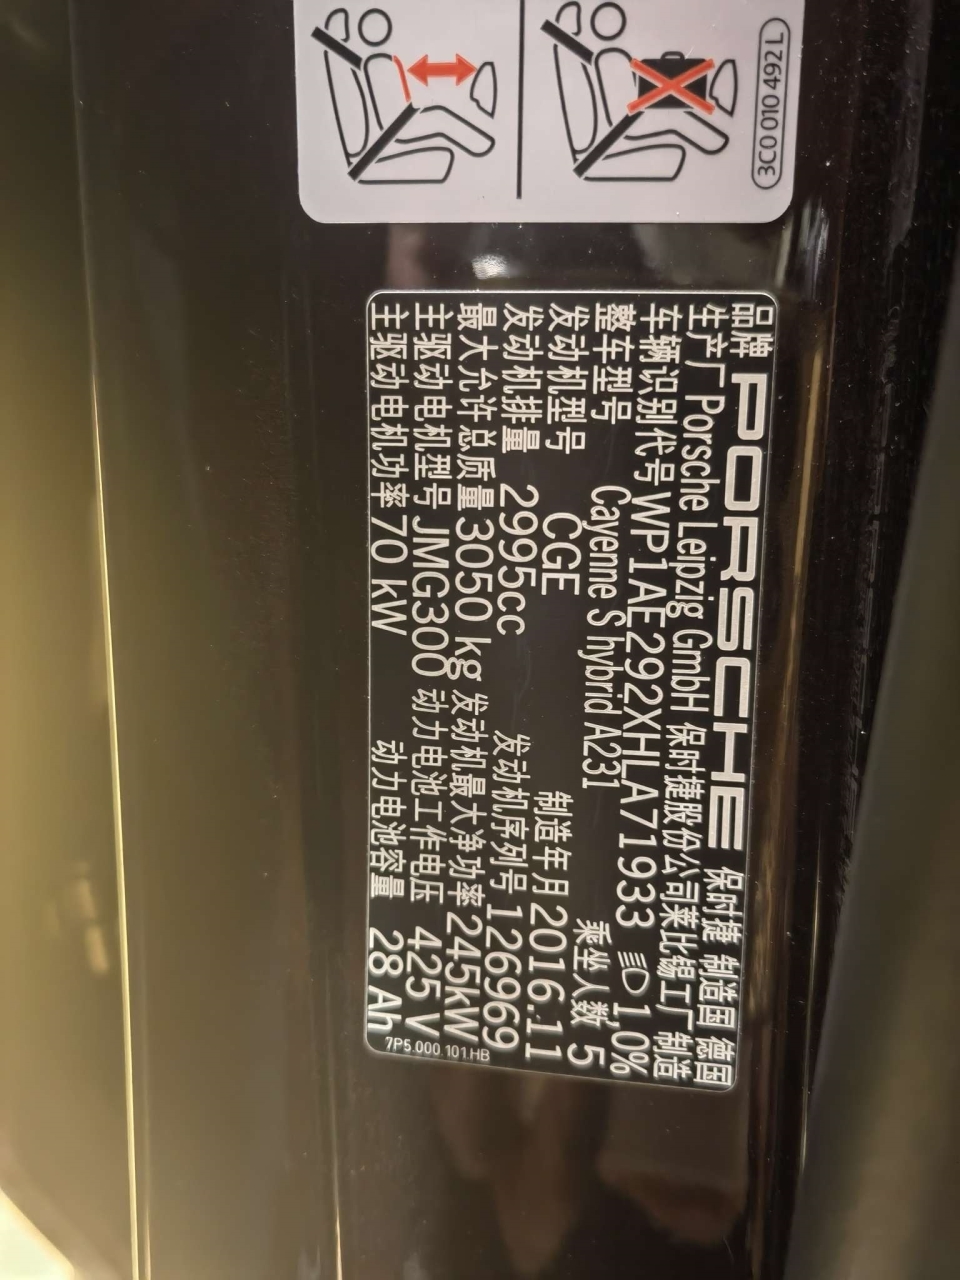 3C0 010 492 L
品牌 PORSCHE 保时捷 制造国 德国
生产厂 Porsche Leipzig GmbH 保时捷股份公司莱比锡工厂 制造
车辆识别代号 WP1AE292XHLA71933 1,0%
整车型号 Cayenne S hybrid A231 乘坐人数 5
发动机型号 CGE 制造年月 2016.11
发动机排量 2995cc 发动机序列号 126969
最大允许总质量 3050 kg 发动机最大净功率 245kW
主驱动电机型号 JMG300 动力电池工作电压 425 V
主驱动电机功率 70 kW 动力电池容量 28 Ah
7P5.000.101.HB